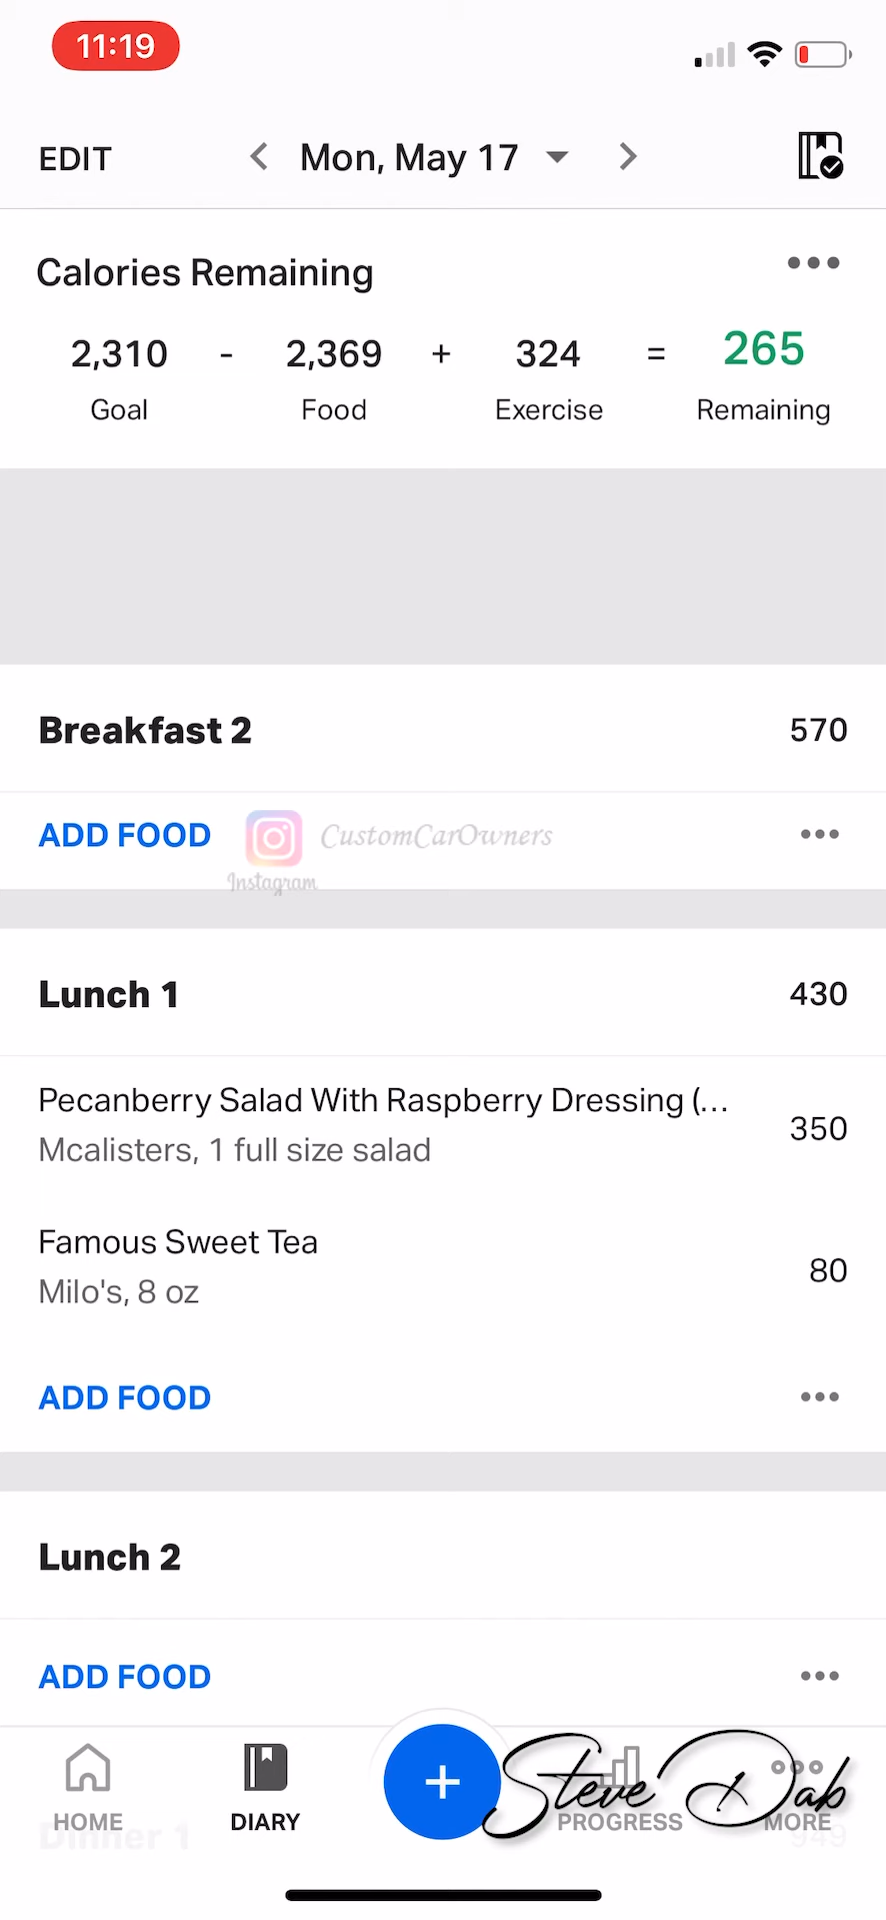 11:19
EDIT Mon, May 17
Calories Remaining
2,310 - 2,369 + 324 = 265
Goal Food Exercise Remaining
Breakfast 2 570
ADD FOOD CustomCarOwners
Instagram
Lunch 1 430
Pecanberry Salad With Raspberry Dressing (...
Mcalisters, 1 full size salad 350
Famous Sweet Tea
Milo's, 8 oz 80
ADD FOOD
Lunch 2
ADD FOOD
Steve Dab
HOME DIARY + PROGRESS MORE
Dinner 1 949